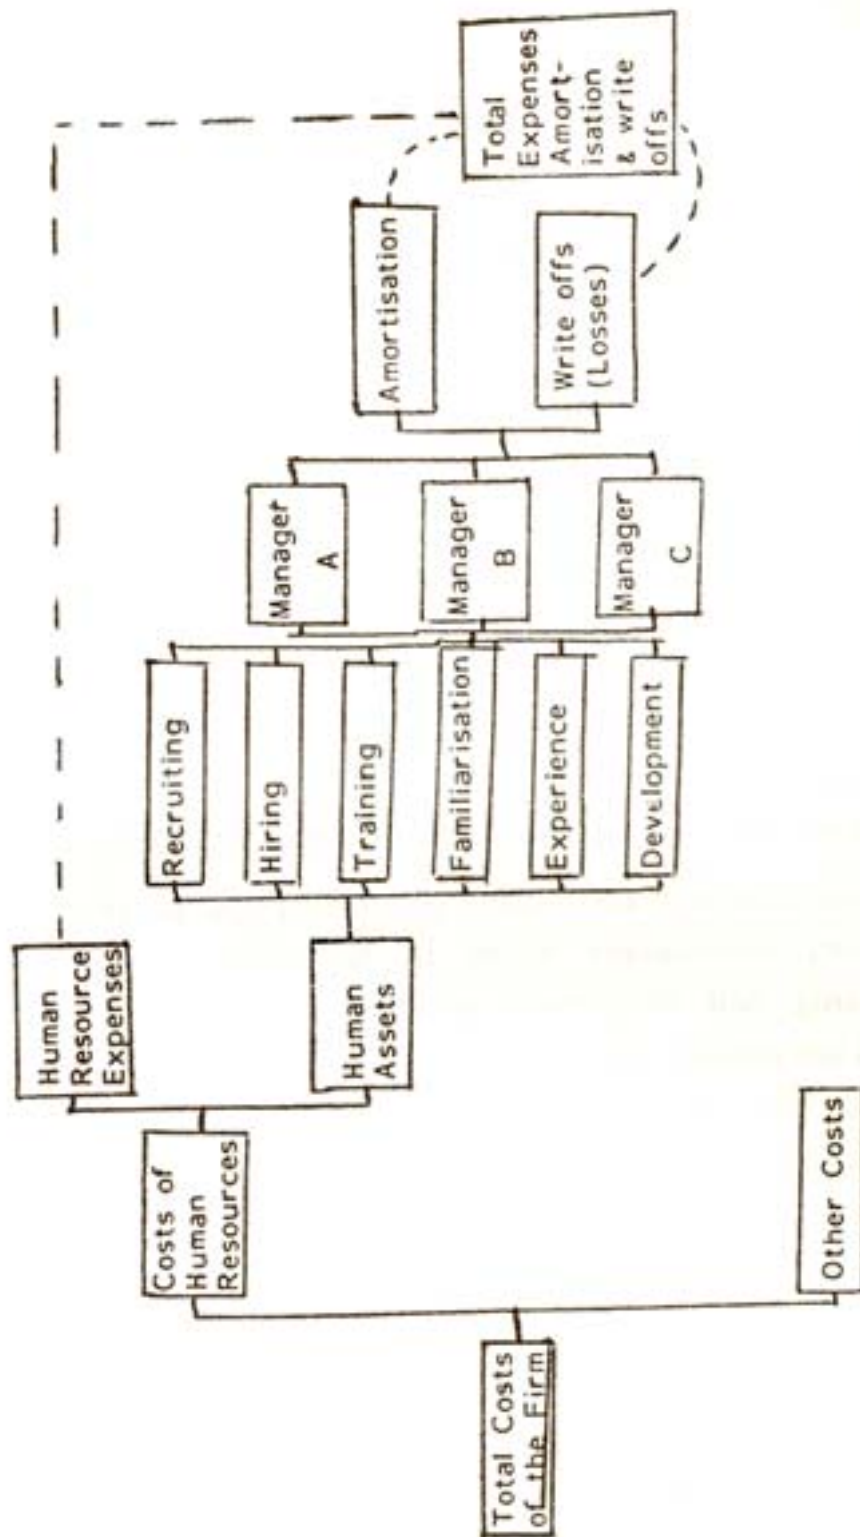 Total Costs
of the Firm
Costs of
Human
Resources
Other Costs
Human
Resource
Expenses
Human
Assets
Recruiting
Hiring
Training
Familiarisation
Experience
Development
Manager
A
Manager
B
Manager
C
Amortisation
Write offs
(Losses)
Total
Expenses
Amort-
isation
& write
offs